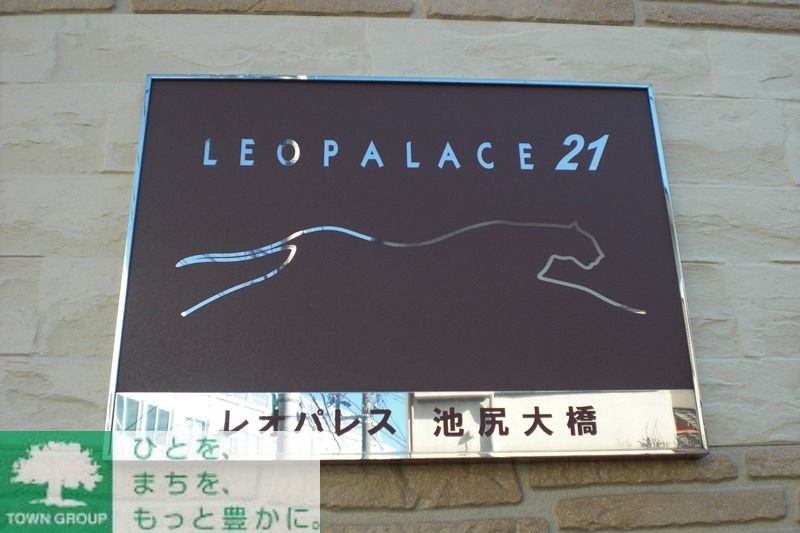 LEOPALACE 21
レオパレス 池尻大橋
ひとを、
まちを、
もっと豊かに。
TOWN GROUP